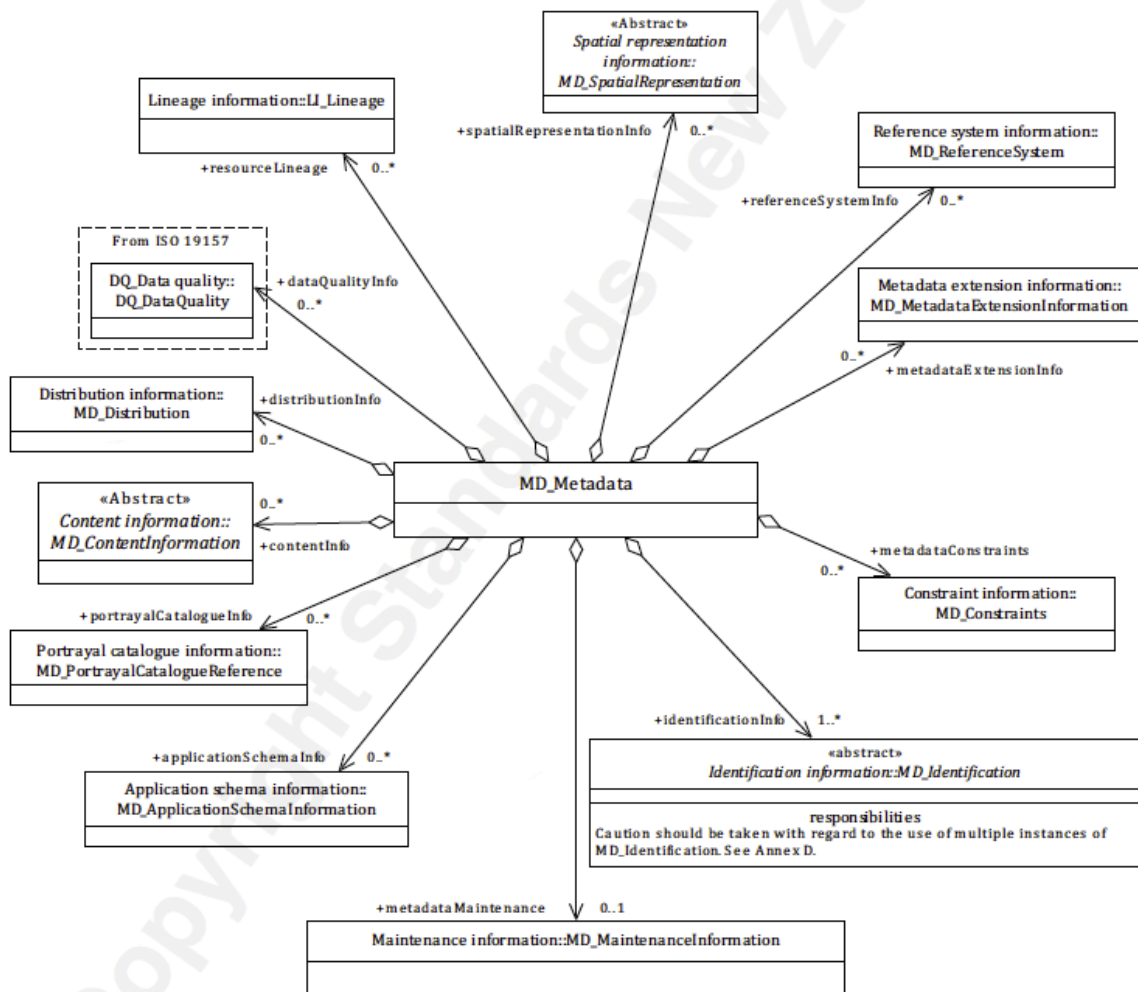 «Abstract»
Spatial representation
information::
MD_SpatialRepresentation
Lineage information::LI_Lineage
+spatialRepresentationInfo
0..*
Reference system information::
MD_ReferenceSystem
+resourceLineage
0..*
+referenceSystemInfo
0..*
From ISO 19157
DQ_Data quality::
DQ_DataQuality
+dataQualityInfo
0..*
Metadata extension information::
MD_MetadataExtensionInformation
0..*
+metadataExtensionInfo
Distribution information::
MD_Distribution
+distributionInfo
0..*
MD_Metadata
«Abstract»
Content information::
MD_ContentInformation
0..*
+contentInfo
+metadataConstraints
0..*
Constraint information::
MD_Constraints
+portrayalCatalogueInfo
0..*
Portrayal catalogue information::
MD_PortrayalCatalogueReference
+identificationInfo
1..*
«abstract»
Identification information::MD_Identification
responsibilities
Caution should be taken with regard to the use of multiple instances of
MD_Identification. See Annex D.
+applicationSchemaInfo
0..*
Application schema information::
MD_ApplicationSchemaInformation
+metadataMaintenance
0..1
Maintenance information::MD_MaintenanceInformation
opyright Standards New Ze